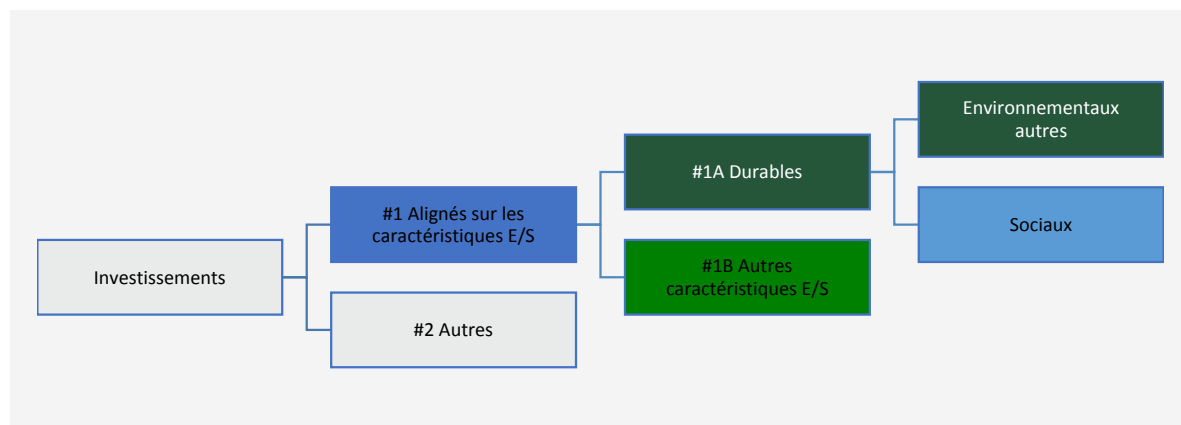 Investissements
#1 Alignés sur les
caractéristiques E/S
#2 Autres
#1A Durables
#1B Autres
caractéristiques E/S
Environnementaux
autres
Sociaux